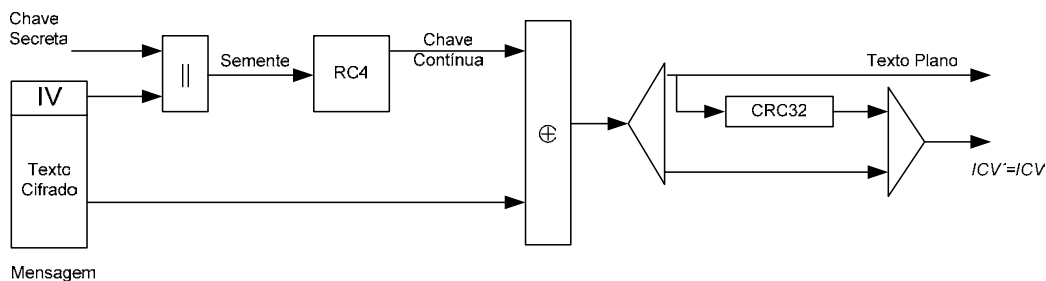 Chave
Secreta
IV
Texto
Cifrado
Mensagem
||
Semente
RC4
Chave
Contínua
⊕
Texto Plano
CRC32
ICV´=ICV